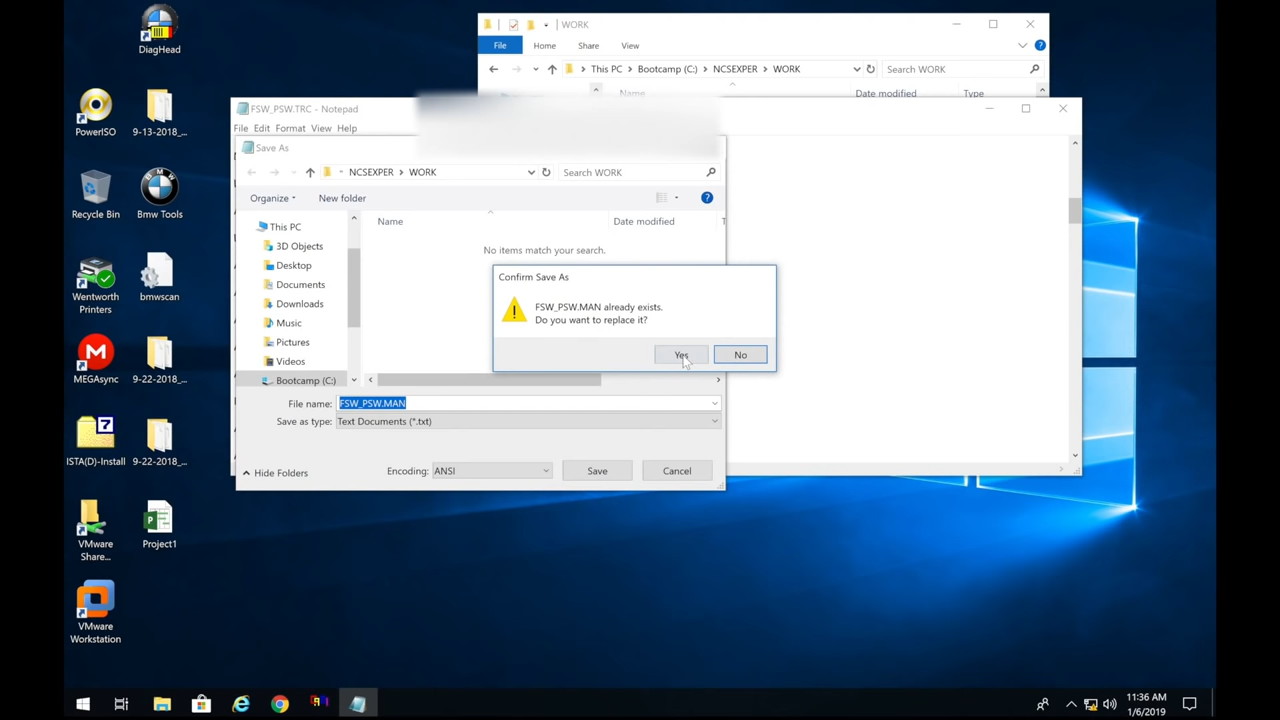 DiagHead
PowerISO
9-13-2018_...
Recycle Bin
Bmw Tools
Wentworth
Printers
bmwscan
MEGAsync
9-22-2018_...
ISTA(D)-Install
9-22-2018_...
VMware
Share...
Project1
VMware
Workstation
WORK
File Home Share View
This PC > Bootcamp (C:) > NCSEXPER > WORK
Search WORK
Name Date modified Type
FSW_PSW.TRC - Notepad
File Edit Format View Help
Save As
NCSEXPER > WORK
Search WORK
Organize
New folder
Name Date modified
No items match your search.
This PC
3D Objects
Desktop
Documents
Downloads
Music
Pictures
Videos
Bootcamp (C:)
Confirm Save As
FSW_PSW.MAN already exists.
Do you want to replace it?
Yes No
File name: FSW_PSW.MAN
Save as type: Text Documents (*.txt)
Hide Folders
Encoding: ANSI
Save Cancel
11:36 AM
1/6/2019